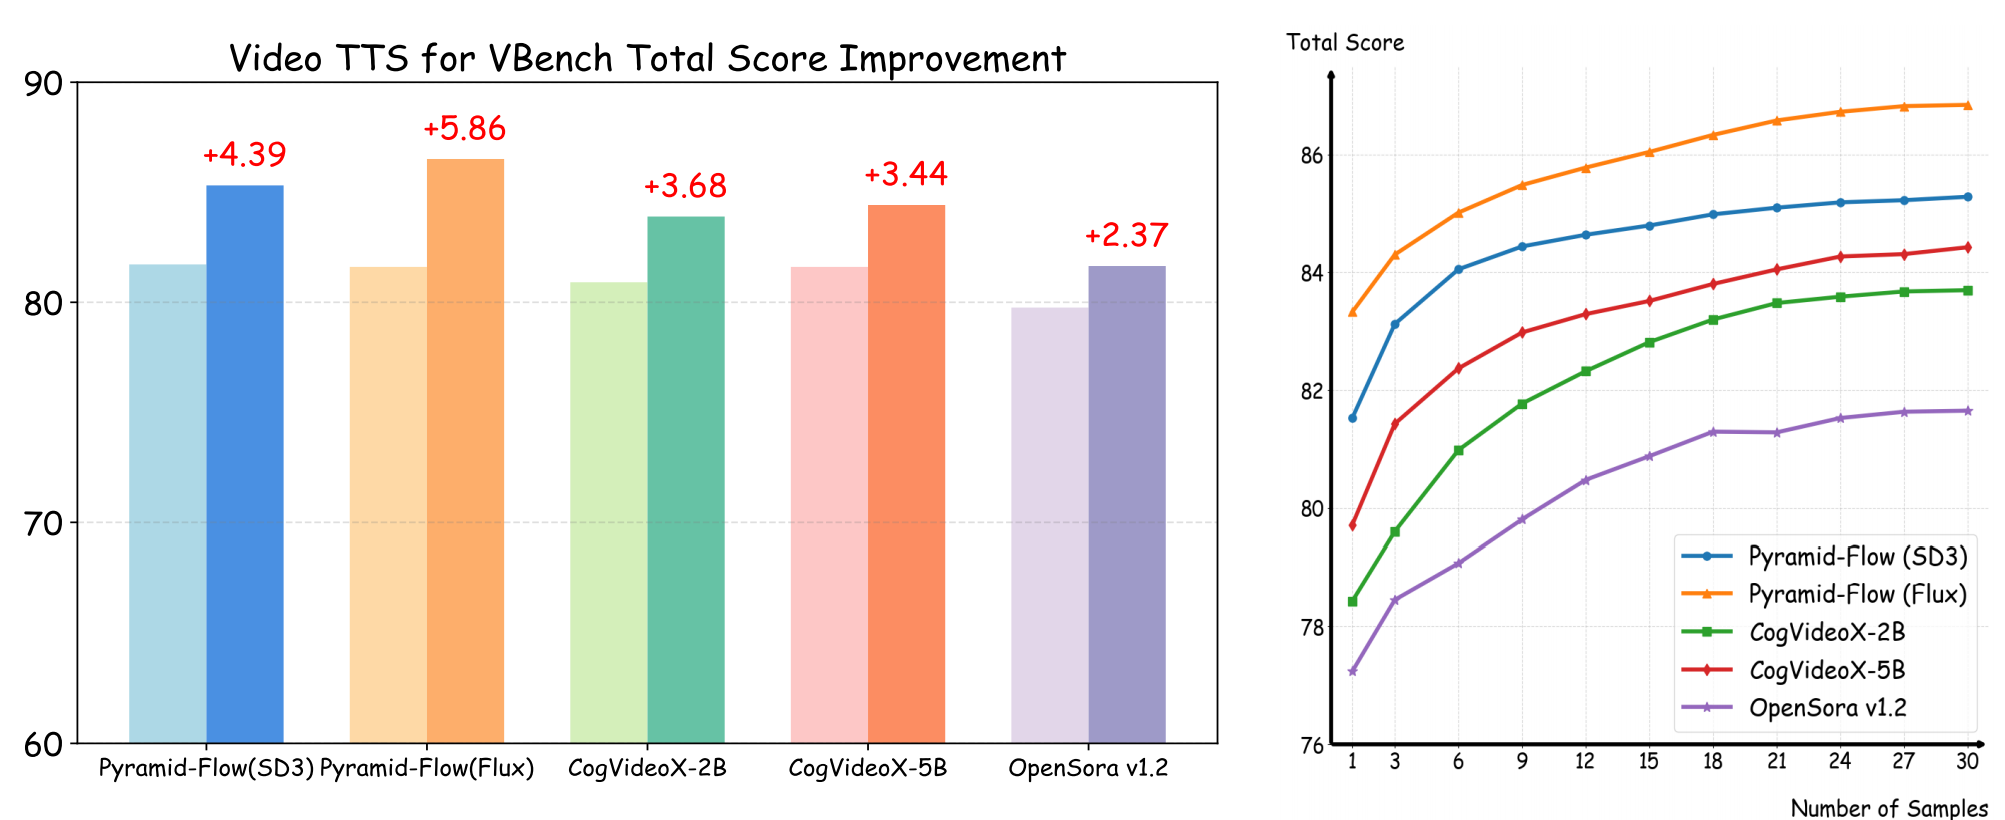 Video TTS for VBench Total Score Improvement
90
80
70
60
+4.39
+5.86
+3.68
+3.44
+2.37
Pyramid-Flow(SD3)
Pyramid-Flow(Flux)
CogVideoX-2B
CogVideoX-5B
OpenSora v1.2
Total Score
86
84
82
80
78
76
1 3 6 9 12 15 18 21 24 27 30
Number of Samples
Pyramid-Flow (SD3)
Pyramid-Flow (Flux)
CogVideoX-2B
CogVideoX-5B
OpenSora v1.2